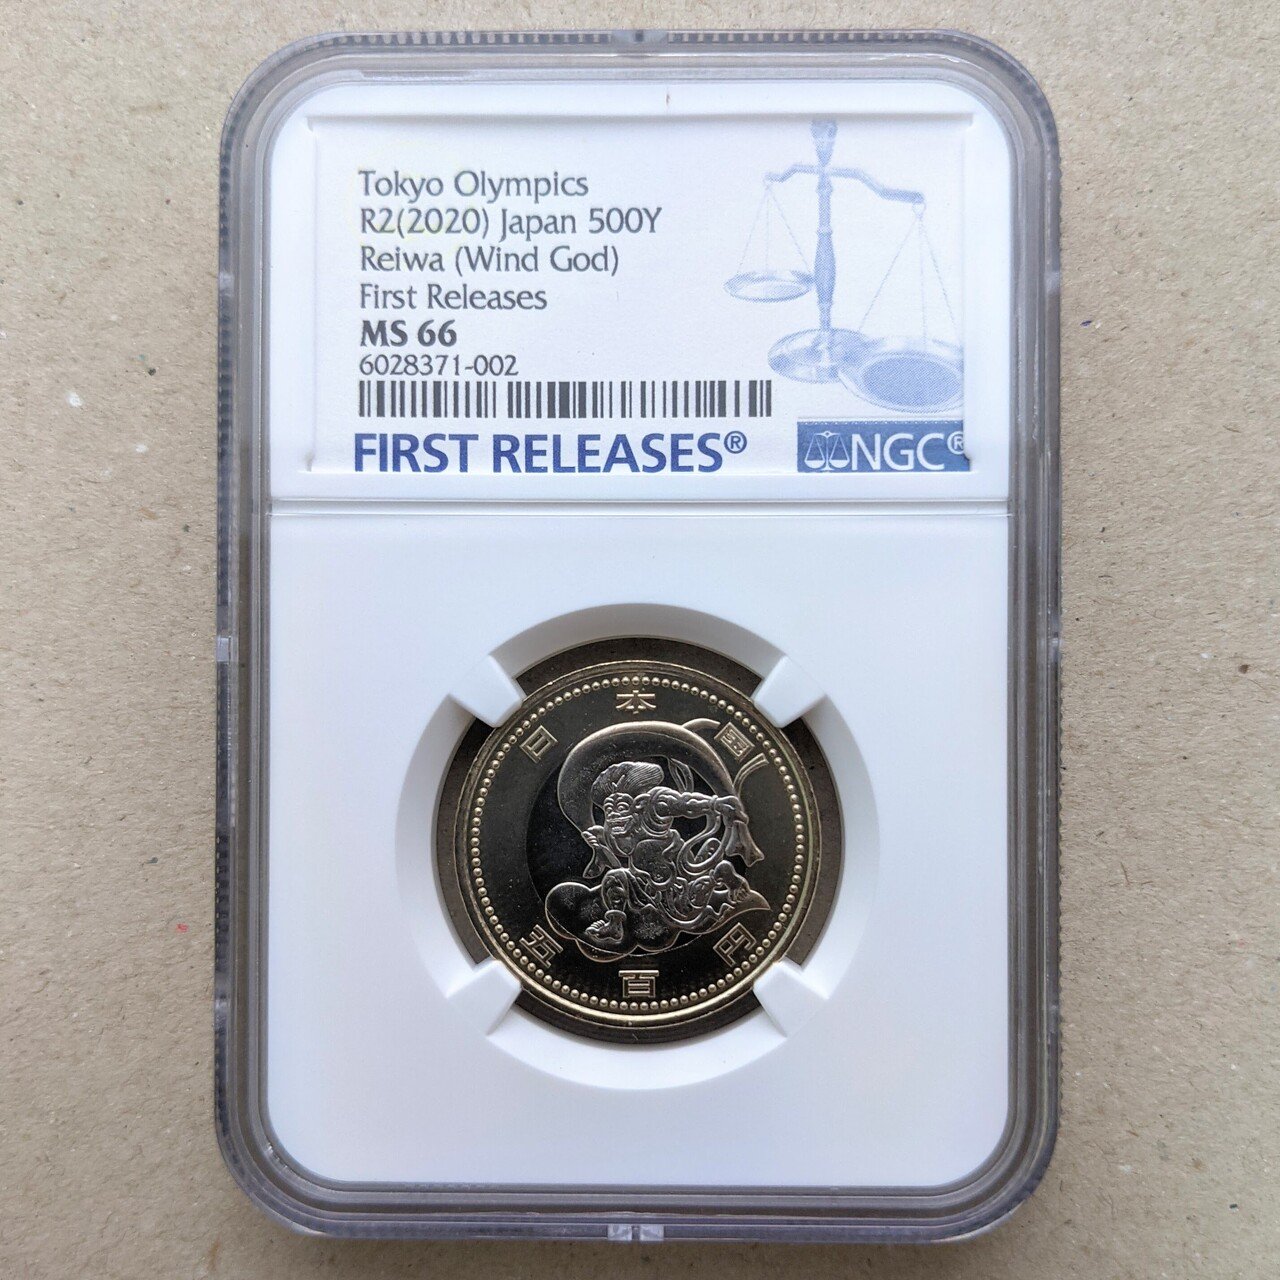 Tokyo Olympics
R2(2020) Japan 500Y
Reiwa (Wind God)
First Releases
MS 66
6028371-002
FIRST RELEASES®
NGC®
日本国
五百円